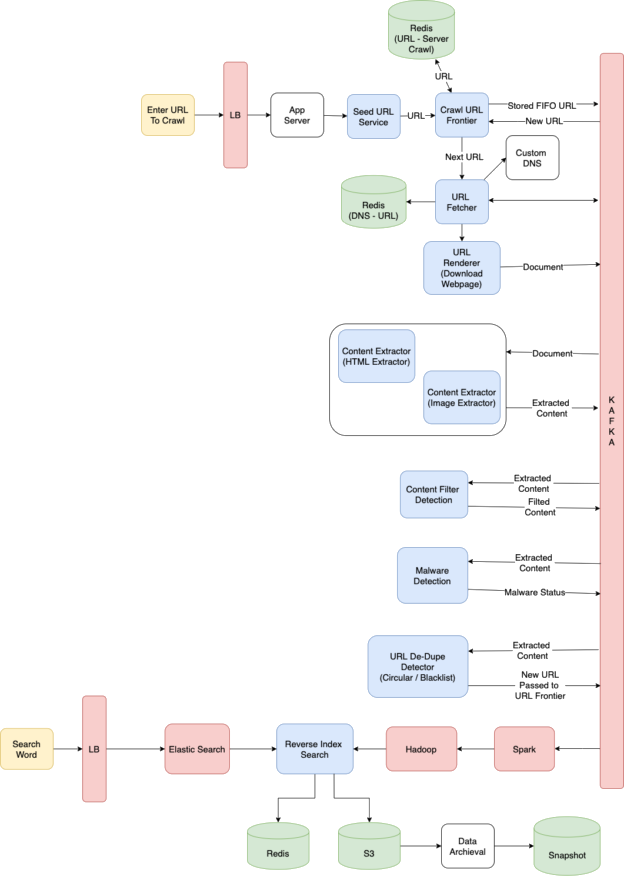 Redis
(URL - Server
Crawl)
URL
Enter URL
To Crawl
LB
App
Server
Seed URL
Service
URL
Crawl URL
Frontier
Stored FIFO URL
New URL
Next URL
Custom
DNS
Redis
(DNS - URL)
URL
Fetcher
URL
Renderer
(Download
Webpage)
Document
Content Extractor
(HTML Extractor)
Document
Content Extractor
(Image Extractor)
Extracted
Content
K
A
F
K
A
Content Filter
Detection
Extracted
Content
Filted
Content
Malware
Detection
Extracted
Content
Malware Status
URL De-Dupe
Detector
(Circular / Blacklist)
Extracted
Content
New URL
Passed to
URL Frontier
Search
Word
LB
Elastic Search
Reverse Index
Search
Hadoop
Spark
Redis
S3
Data
Archieval
Snapshot